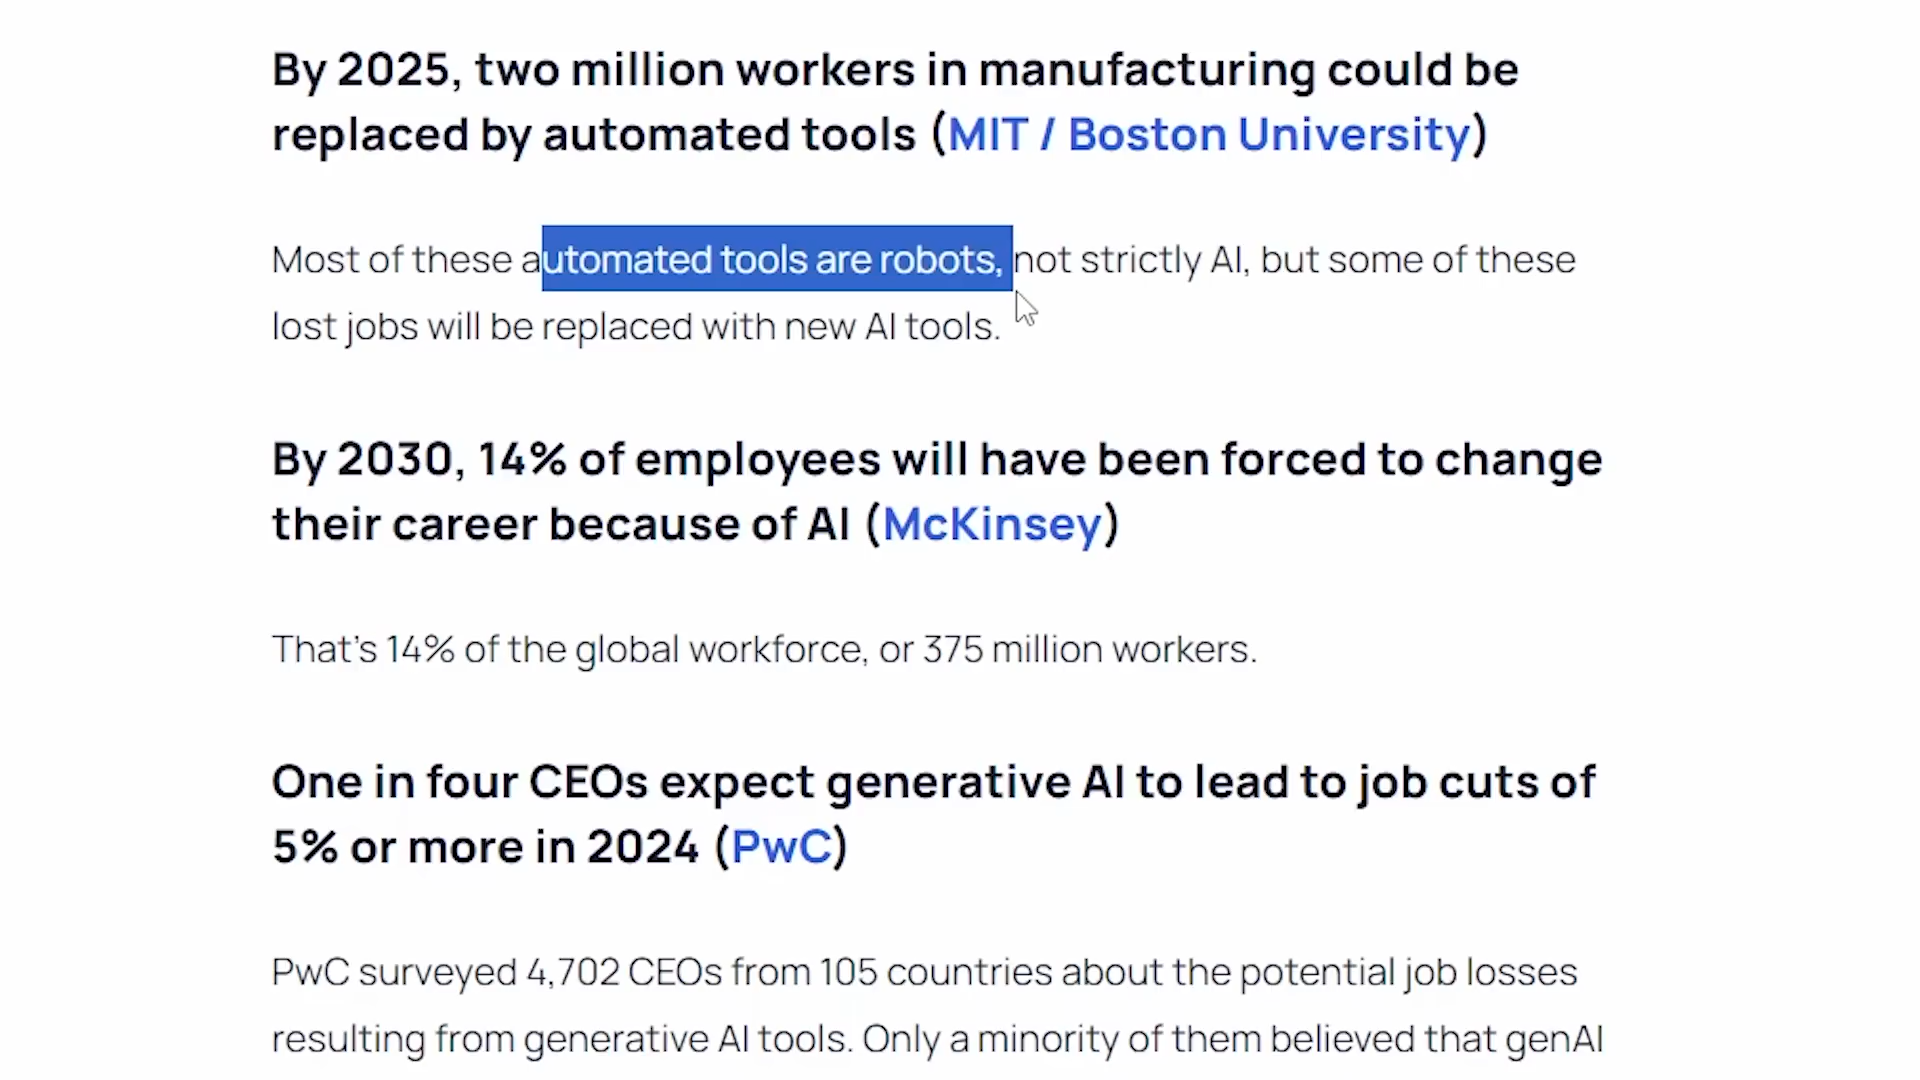 By 2025, two million workers in manufacturing could be
replaced by automated tools (MIT / Boston University)
Most of these automated tools are robots, not strictly AI, but some of these
lost jobs will be replaced with new AI tools.
By 2030, 14% of employees will have been forced to change
their career because of AI (McKinsey)
That’s 14% of the global workforce, or 375 million workers.
One in four CEOs expect generative AI to lead to job cuts of
5% or more in 2024 (PwC)
PwC surveyed 4,702 CEOs from 105 countries about the potential job losses
resulting from generative AI tools. Only a minority of them believed that genAI